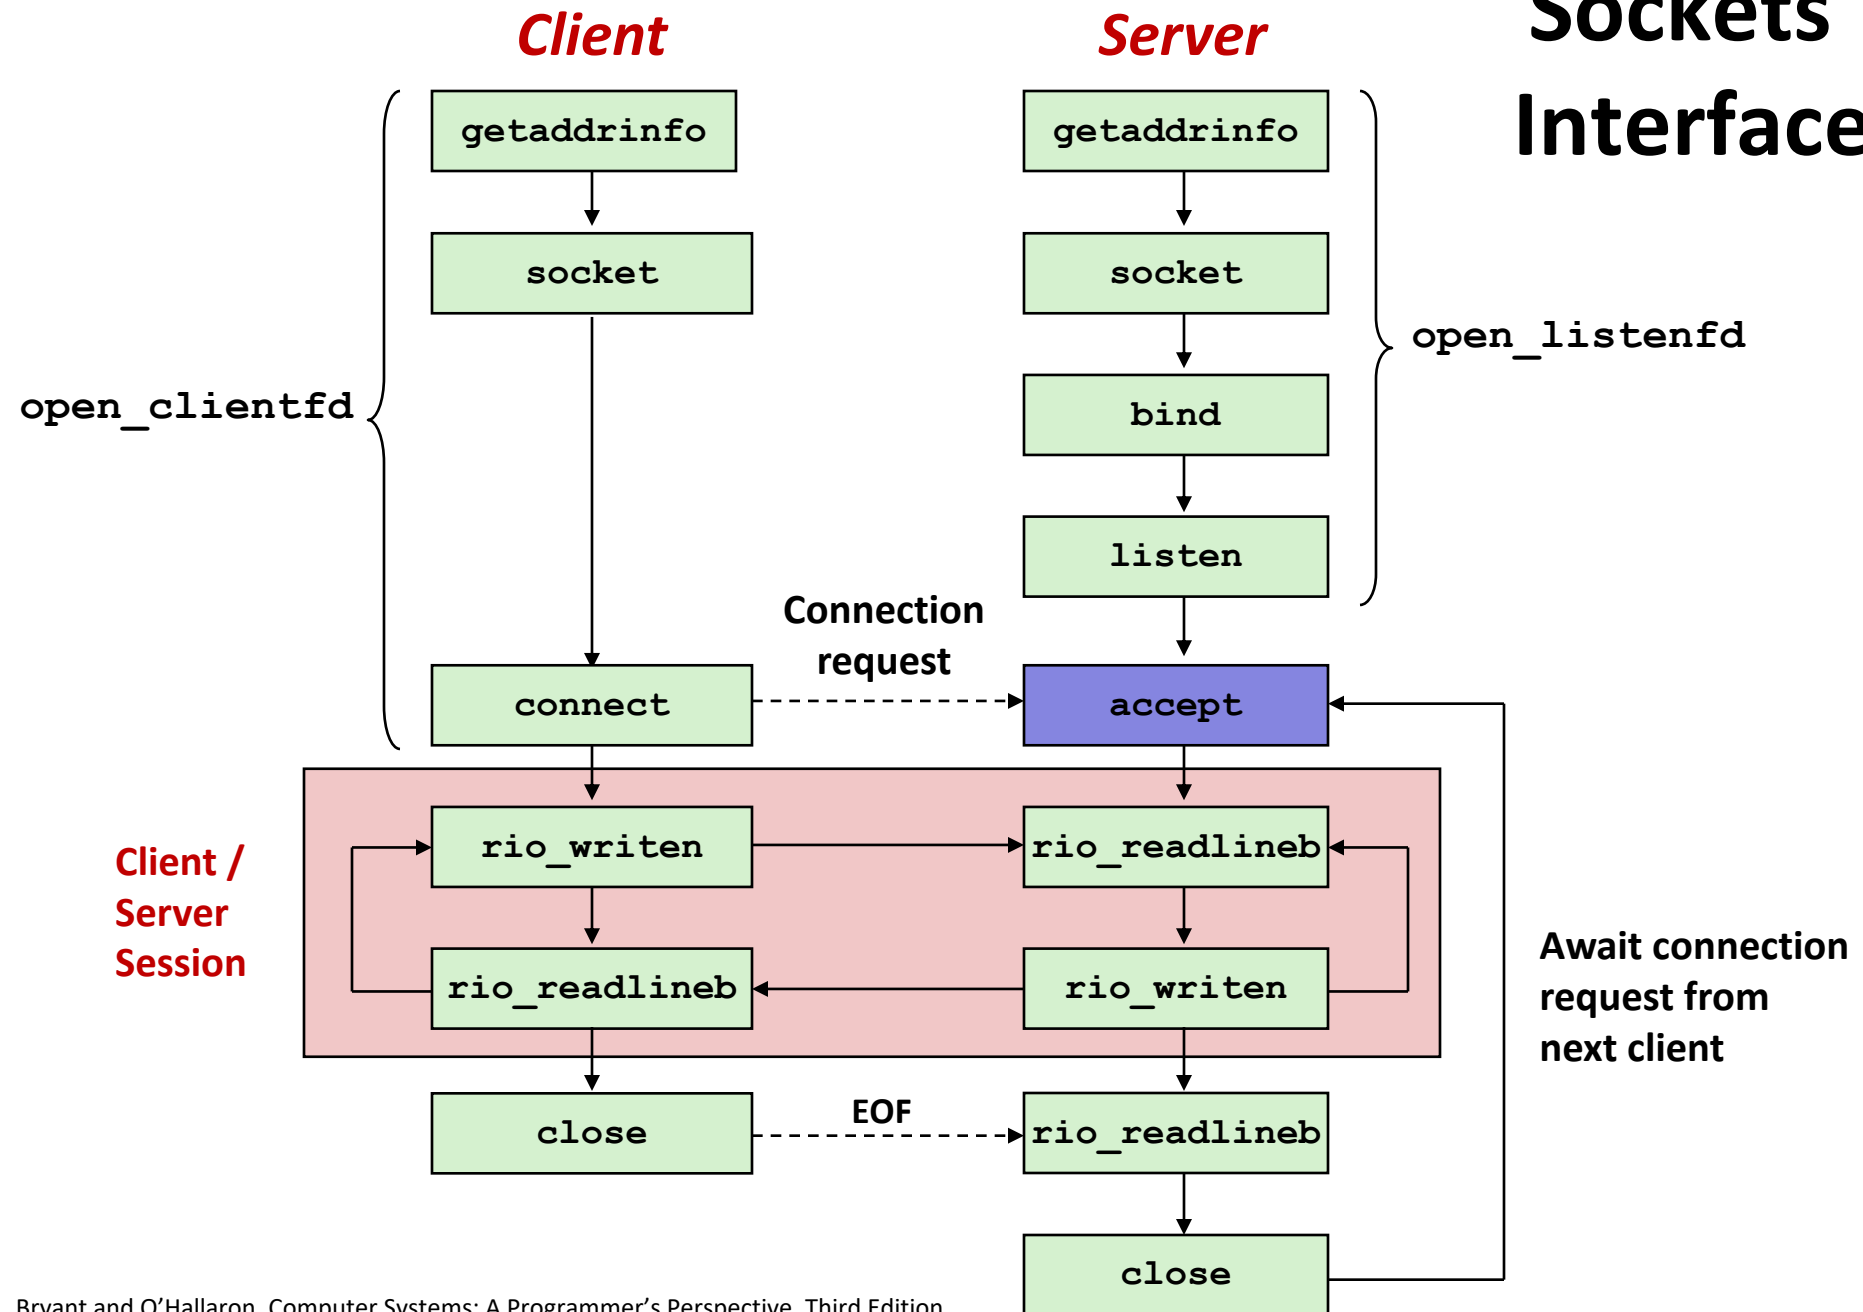 Client
Server
Sockets
Interface
getaddrinfo
getaddrinfo
socket
socket
open_listenfd
open_clientfd
bind
listen
Connection
request
connect
accept
Client /
Server
Session
rio_writen
rio_readlineb
rio_readlineb
rio_writen
Await connection
request from
next client
close
EOF
rio_readlineb
close
Bryant and O'Hallaron, Computer Systems: A Programmer's Perspective, Third Edition